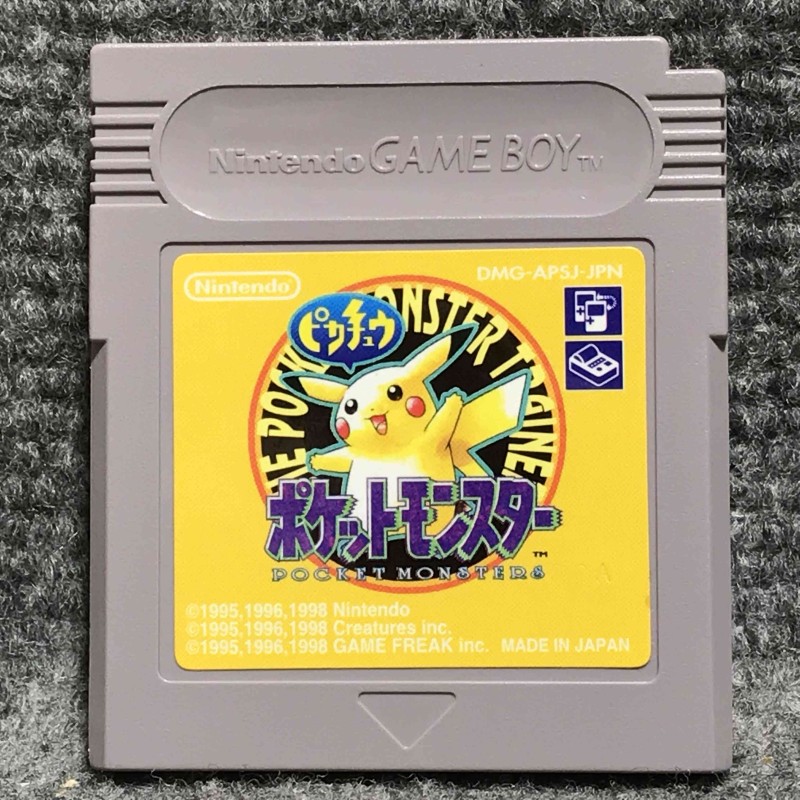 Nintendo GAME BOY TM
Nintendo
DMG-APSJ-JPN
ピカチュウ
POCKET MONSTER TRAINER
ポケットモンスター
TM
POCKET MONSTERS
©1995,1996,1998 Nintendo
©1995,1996,1998 Creatures inc.
©1995,1996,1998 GAME FREAK inc. MADE IN JAPAN